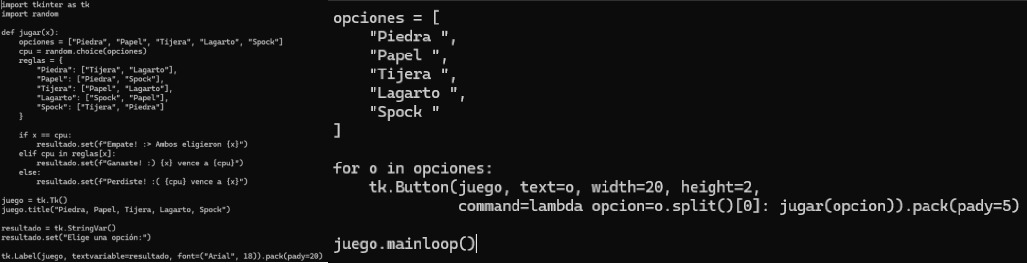 import tkinter as tk
import random

def jugar(x):
    opciones = ["Piedra", "Papel", "Tijera", "Lagarto", "Spock"]
    cpu = random.choice(opciones)
    reglas = {
        "Piedra": ["Tijera", "Lagarto"],
        "Papel": ["Piedra", "Spock"],
        "Tijera": ["Papel", "Lagarto"],
        "Lagarto": ["Spock", "Papel"],
        "Spock": ["Tijera", "Piedra"]
    }

    if x == cpu:
        resultado.set(f"Empate! :> Ambos eligieron {x}")
    elif cpu in reglas[x]:
        resultado.set(f"Ganaste! :) {x} vence a {cpu}")
    else:
        resultado.set(f"Perdiste! :( {cpu} vence a {x}")

juego = tk.Tk()
juego.title("Piedra, Papel, Tijera, Lagarto, Spock")

resultado = tk.StringVar()
resultado.set("Elige una opción:")

tk.Label(juego, textvariable=resultado, font=("Arial", 18)).pack(pady=20)

opciones = [
    "Piedra ",
    "Papel ",
    "Tijera ",
    "Lagarto ",
    "Spock "
]

for o in opciones:
    tk.Button(juego, text=o, width=20, height=2,
              command=lambda opcion=o.split()[0]: jugar(opcion)).pack(pady=5)

juego.mainloop()